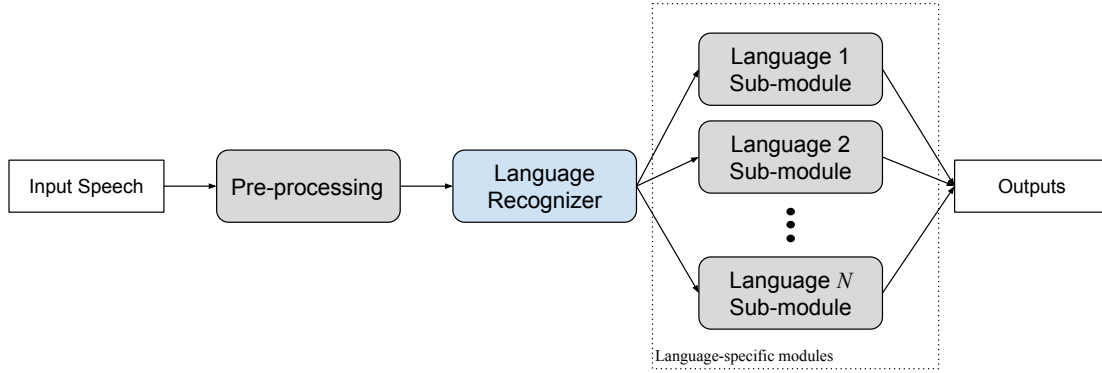 Input Speech
Pre-processing
Language
Recognizer
Language 1
Sub-module
Language 2
Sub-module
Language N
Sub-module
Language-specific modules
Outputs